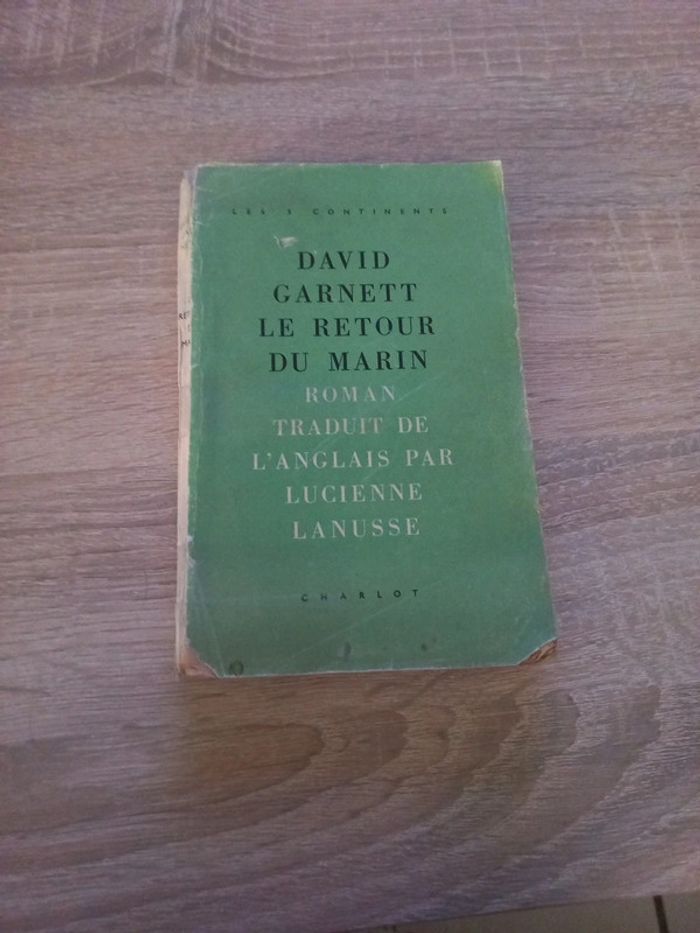 LES 5 CONTINENTS
DAVID
GARNETT
LE RETOUR
DU MARIN
ROMAN
TRADUIT DE
L'ANGLAIS PAR
LUCIENNE
LANUSSE
CHARLOT